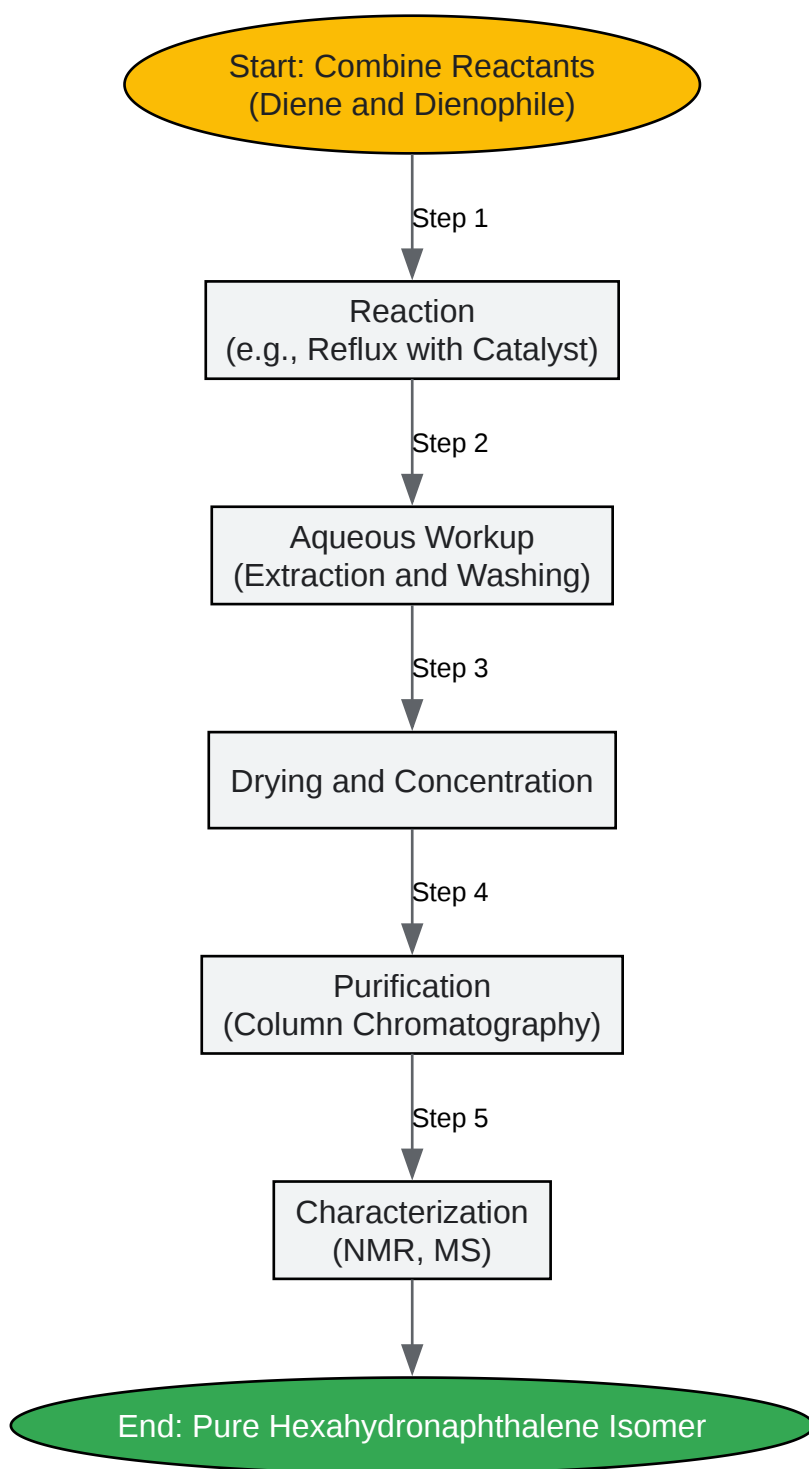 Start: Combine Reactants
(Diene and Dienophile)
Step 1
Reaction
(e.g., Reflux with Catalyst)
Step 2
Aqueous Workup
(Extraction and Washing)
Step 3
Drying and Concentration
Step 4
Purification
(Column Chromatography)
Step 5
Characterization
(NMR, MS)
End: Pure Hexahydronaphthalene Isomer